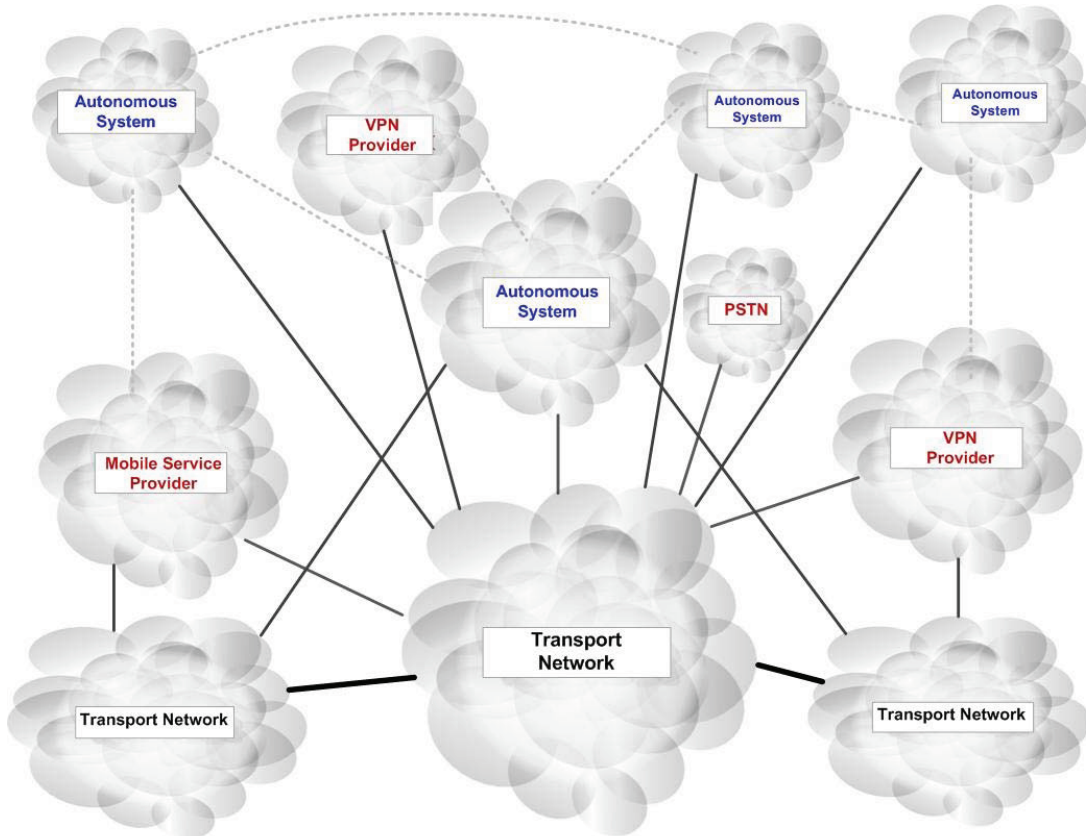 Autonomous
System
VPN
Provider
Autonomous
System
Autonomous
System
Autonomous
System
PSTN
Mobile Service
Provider
VPN
Provider
Transport
Network
Transport Network
Transport Network